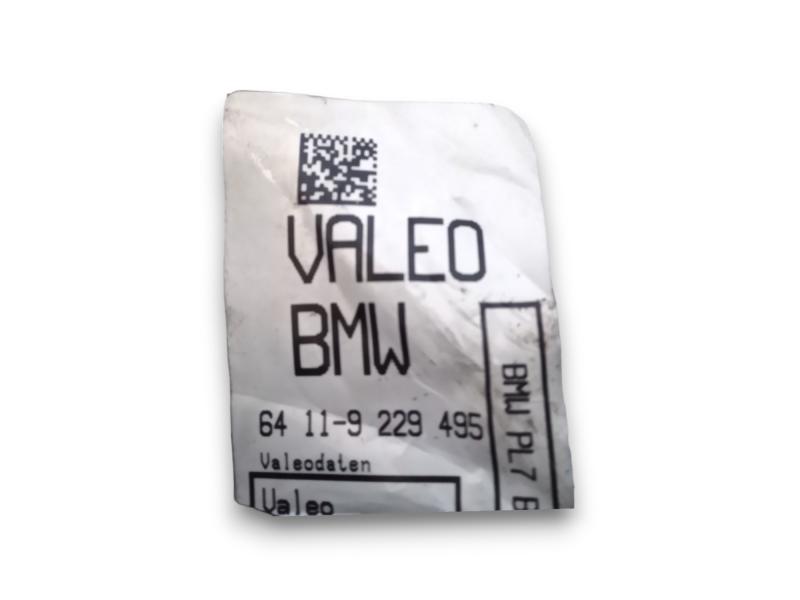 VALEO
BMW
64 11-9 229 495
Valeodaten
Valeo
BMW PL7